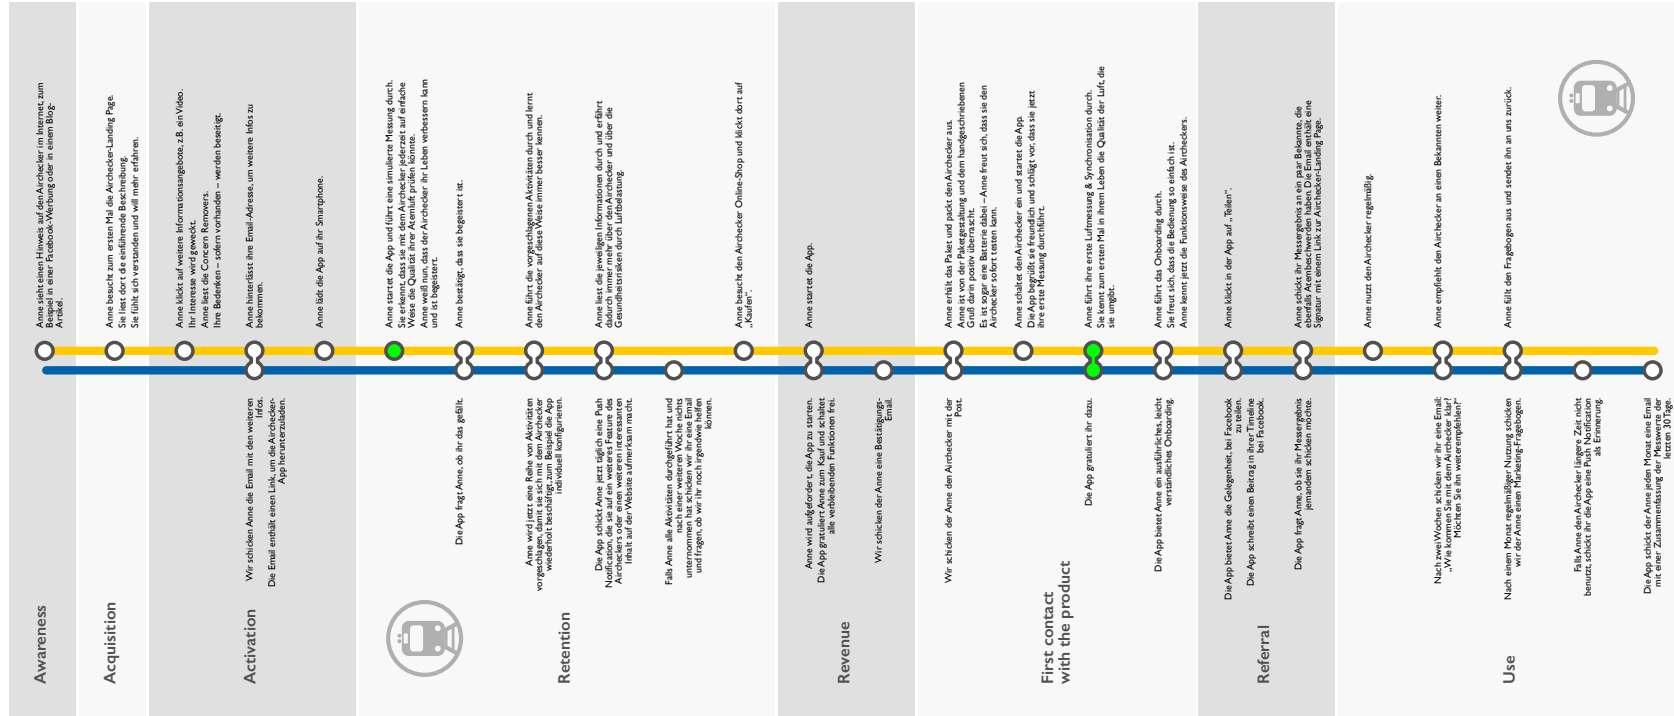 Awareness
Anne sieht einen Hinweis auf den Airchecker im Internet, zum
Beispiel in einer Facebook-Werbung oder in einem Blog-
Artikel.
Acquisition
Anne besucht zum ersten Mal die Airchecker-Landing Page.
Sie liest dort die einführende Beschreibung.
Sie fühlt sich verstanden und will mehr erfahren.
Activation
Anne klickt auf weitere Informationsangebote, z.B. ein Video.
Ihr Interesse wird geweckt.
Anne liest die Concern Removers.
Ihre Bedenken – sofern vorhanden – werden beseitigt.
Anne hinterlässt ihre Email-Adresse, um weitere Infos zu
bekommen.
Wir schicken Anne die Email mit den weiteren
Infos.
Die Email enthält einen Link, um die Airchecker-
App herunterzuladen.
Anne lädt die App auf ihr Smartphone.
Retention
Anne startet die App und führt eine simulierte Messung durch.
Sie erkennt, dass sie mit dem Airchecker jederzeit auf einfache
Weise die Qualität ihrer Atemluft prüfen könnte.
Anne weiß nun, dass der Airchecker ihr Leben verbessern kann
und ist begeistert.
Anne bestätigt, dass sie begeistert ist.
Die App fragt Anne, ob ihr das gefällt.
Anne führt die vorgeschlagenen Aktivitäten durch und lernt
den Airchecker auf diese Weise immer besser kennen.
Anne wird jetzt eine Reihe von Aktivitäten
vorgeschlagen, damit sie sich mit dem Airchecker
wiederholt beschäftigt, zum Beispiel die App
individuell konfigurieren.
Anne liest die jeweiligen Informationen durch und erfährt
dadurch immer mehr über den Airchecker und über die
Gesundheitsrisiken durch Luftbelastung.
Die App schickt Anne jetzt täglich eine Push
Notification, die sie auf ein weiteres Feature des
Aircheckers oder einen weiteren interessanten
Inhalt auf der Website aufmerksam macht.
Falls Anne alle Aktivitäten durchgeführt hat und
nach einer weiteren Woche nichts
unternommen hat schicken wir ihr eine Email
und fragen, ob wir ihr noch irgendwie helfen
können.
Anne besucht den Airchecker Online-Shop und klickt dort auf
„Kaufen“.
Revenue
Anne startet die App.
Anne wird aufgefordert, die App zu starten.
Die App gratuliert Anne zum Kauf und schaltet
alle verbleibenden Funktionen frei.
Wir schicken der Anne eine Bestätigungs-
Email.
First contact
with the product
Anne erhält das Paket und packt den Airchecker aus.
Anne ist von der Paketgestaltung und dem handgeschriebenen
Gruß darin positiv überrascht.
Es ist sogar eine Batterie dabei – Anne freut sich, dass sie den
Airchecker sofort testen kann.
Wir schicken der Anne den Airchecker mit der
Post.
Anne schaltet den Airchecker ein und startet die App.
Die App begrüßt sie freundlich und schlägt vor, dass sie jetzt
ihre erste Messung durchführt.
Anne führt ihre erste Lufomessung & Synchronisation durch.
Sie kennt zum ersten Mal in ihrem Leben die Qualität der Luft, die
sie umgibt.
Die App gratuliert ihr dazu.
Anne führt das Onboarding durch.
Sie freut sich, dass die Bedienung so einfach ist.
Anne kennt jetzt die Funktionsweise des Aircheckers.
Die App bietet Anne ein ausführliches, leicht
verständliches Onboarding.
Referral
Anne klickt in der App auf „Teilen“.
Die App bietet Anne die Gelegenheit, bei Facebook
zu teilen.
Die App schreibt einen Beitrag in ihrer Timeline
bei Facebook.
Anne schickt ihr Messergebnis an ein paar Bekannte, die
ebenfalls Atembeschwerden haben. Die Email enthält eine
Signatur mit einem Link zur Airchecker-Landing Page.
Die App fragt Anne, ob sie ihr Messergebnis
jemandem schicken möchte.
Use
Anne nutzt den Airchecker regelmäßig.
Anne empfiehlt den Airchecker an einen Bekannten weiter.
Nach zwei Wochen schicken wir ihr eine Email:
„Wie kommen Sie mit dem Airchecker klar?
Möchten Sie ihn weiterempfehlen?“
Anne füllt den Fragebogen aus und sendet ihn an uns zurück.
Nach einem Monat regelmäßiger Nutzung schicken
wir der Anne einen Marketing-Fragebogen.
Falls Anne den Airchecker längere Zeit nicht
benutzt, schickt ihr die App eine Push Notification
als Erinnerung.
Die App schickt der Anne jeden Monat eine Email
mit einer Zusammenfassung der Messwerte der
letzten 30 Tage.